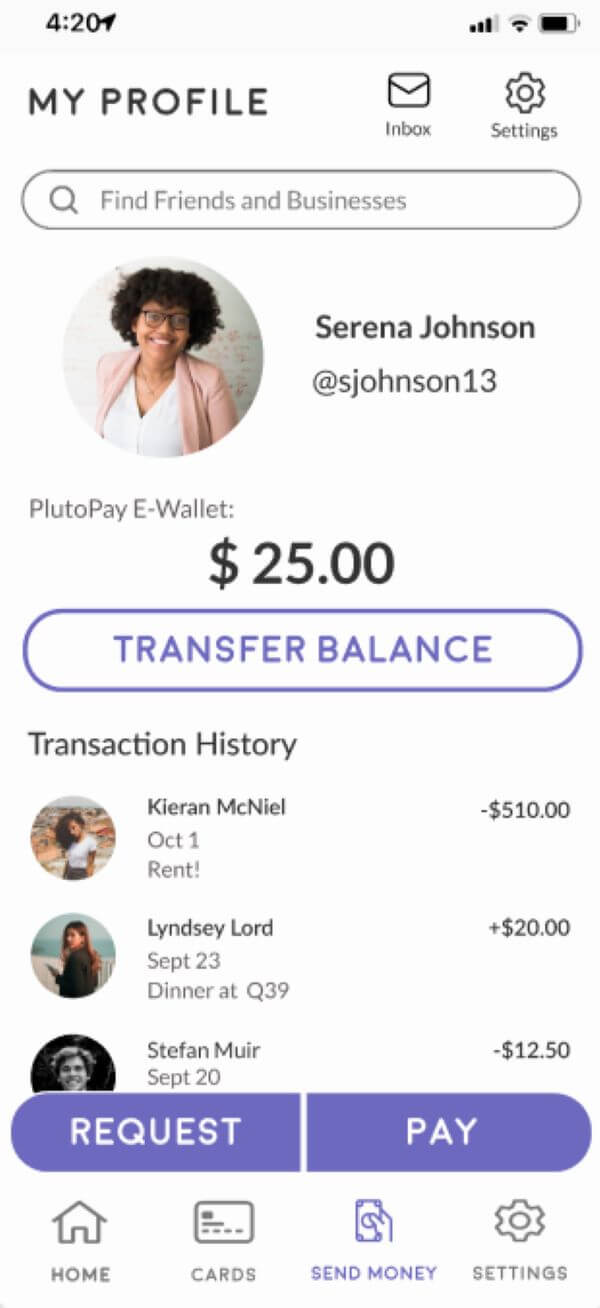 4:20
MY PROFILE
Inbox
Settings
Find Friends and Businesses
Serena Johnson
@sjohnson13
PlutoPay E-Wallet:
$ 25.00
TRANSFER BALANCE
Transaction History
Kieran McNiel -$510.00
Oct 1
Rent!
Lyndsey Lord +$20.00
Sept 23
Dinner at Q39
Stefan Muir -$12.50
Sept 20
REQUEST PAY
HOME CARDS SEND MONEY SETTINGS